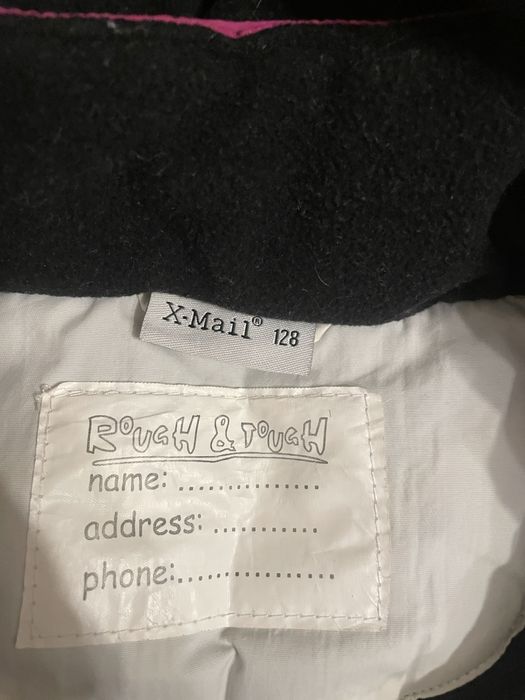 X-Mail® 128
ROUGH & TOUGH
name: ...............
address: ...........
phone:.................